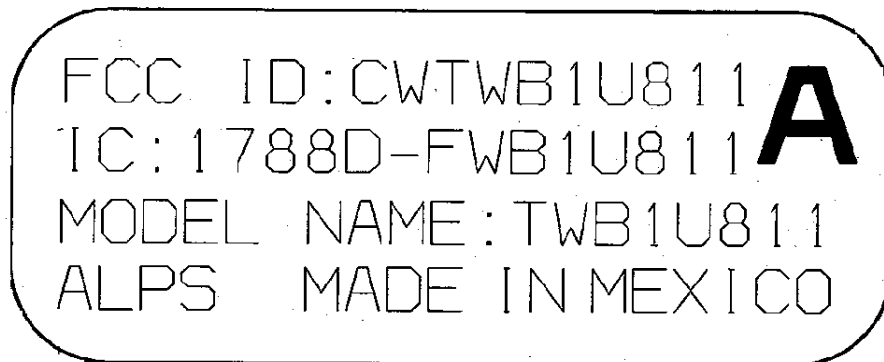 FCC ID:CWTWB1U811 A
IC:1788D-FWB1U811
MODEL NAME:TWB1U811
ALPS MADE IN MEXICO